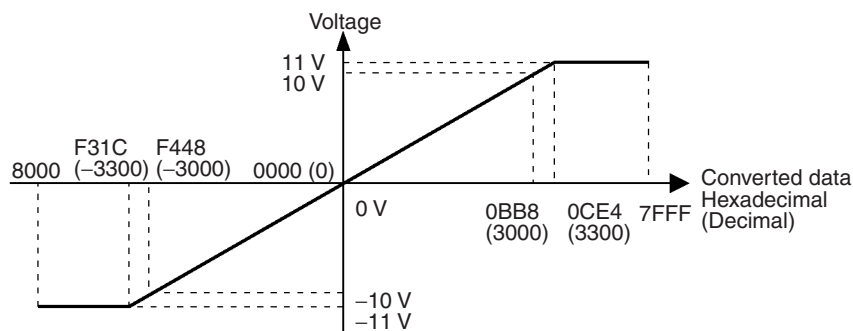 Voltage
11 V
10 V
F31C F448
8000 (–3300) (–3000) 0000 (0)
0 V
0BB8 0CE4 7FFF
(3000) (3300)
Converted data
Hexadecimal
(Decimal)
–10 V
–11 V